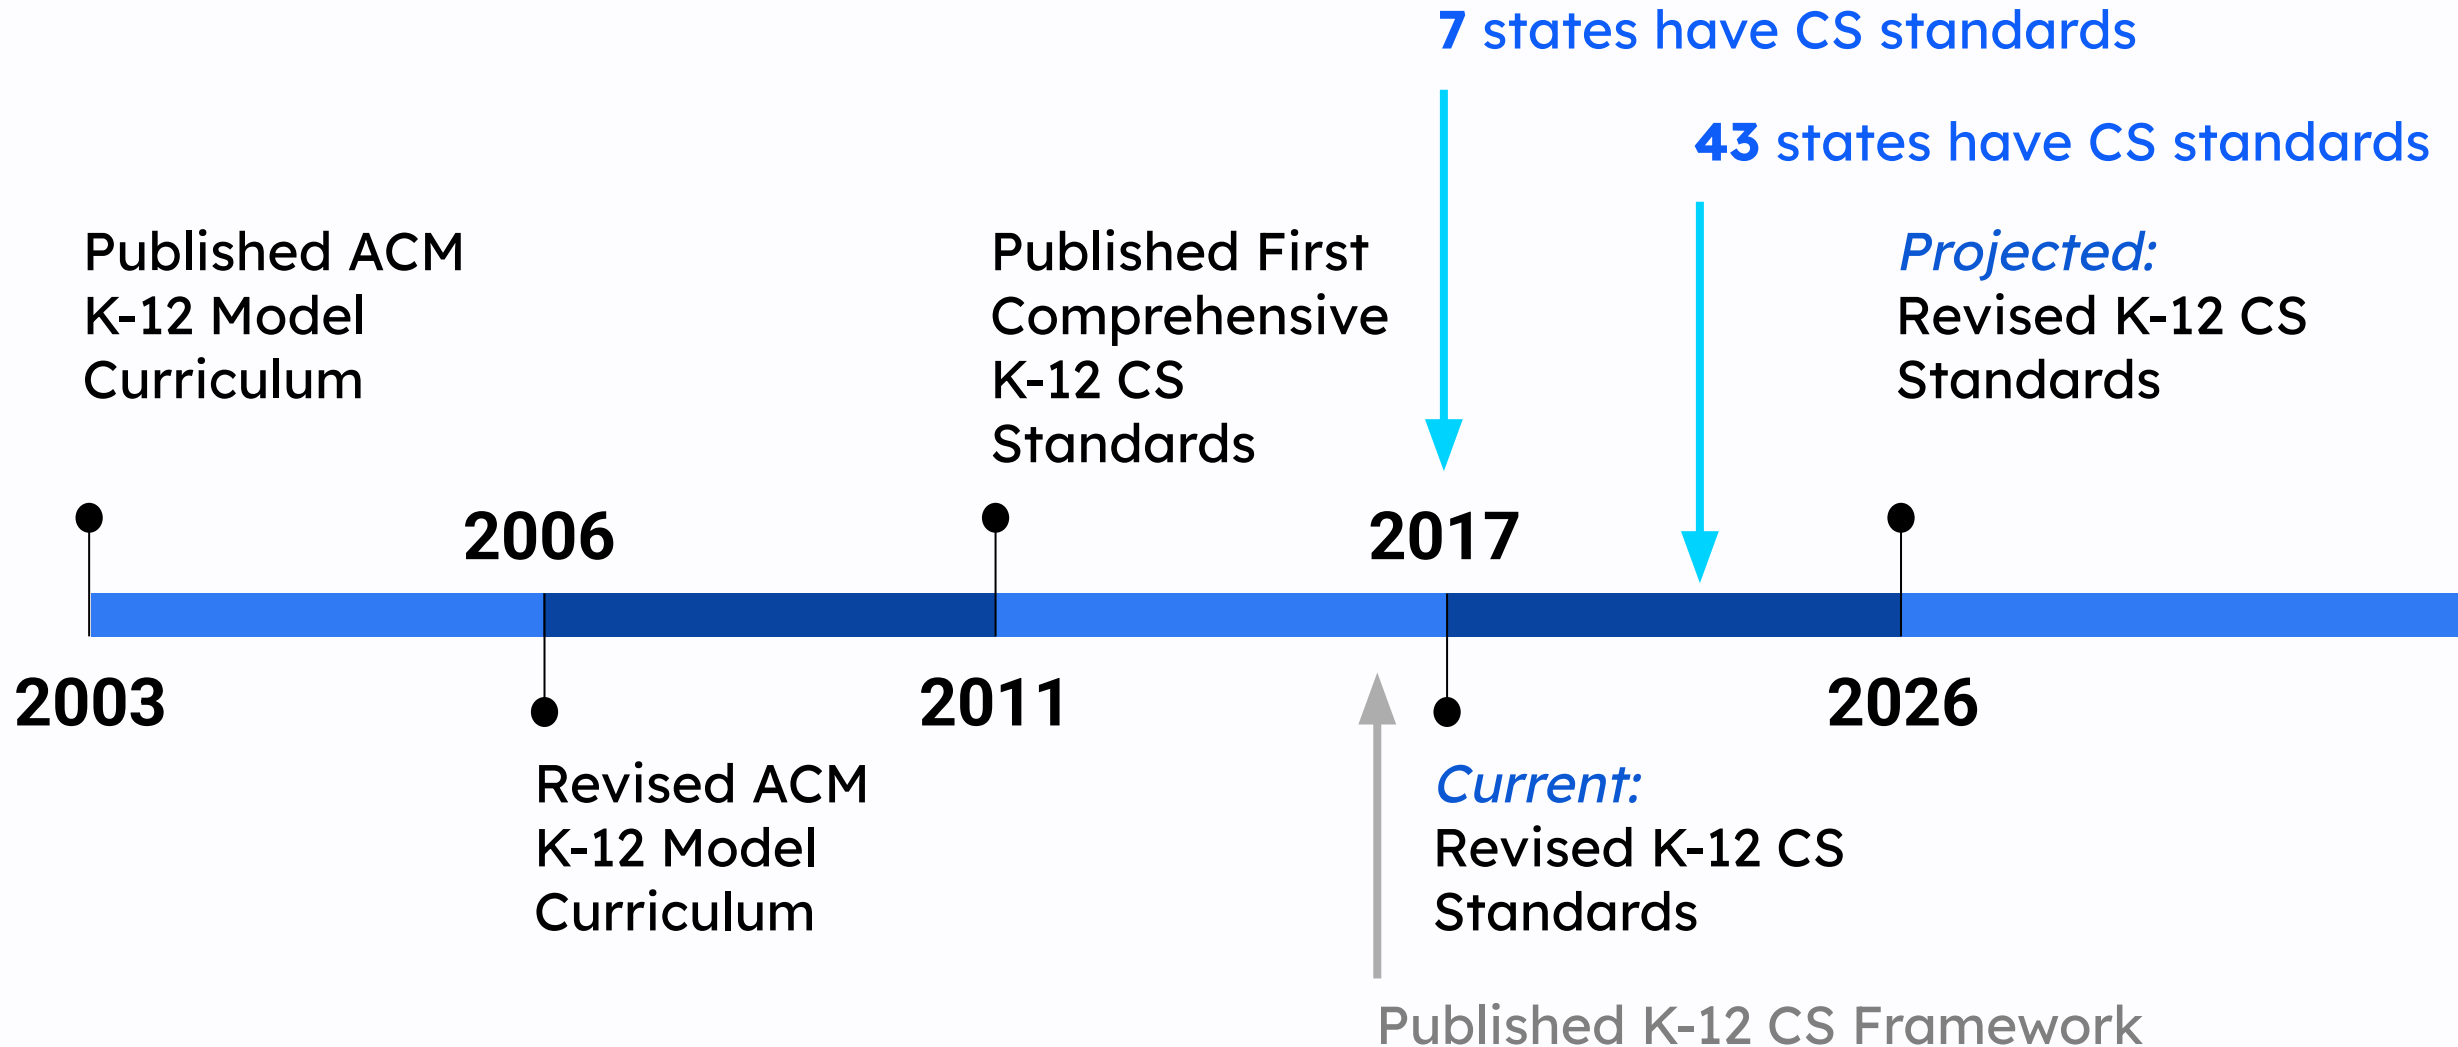 7 states have CS standards
43 states have CS standards
Published ACM
K-12 Model
Curriculum
Published First
Comprehensive
K-12 CS
Standards
Projected:
Revised K-12 CS
Standards
2006
2017
2003
2011
2026
Revised ACM
K-12 Model
Curriculum
Current:
Revised K-12 CS
Standards
Published K-12 CS Framework